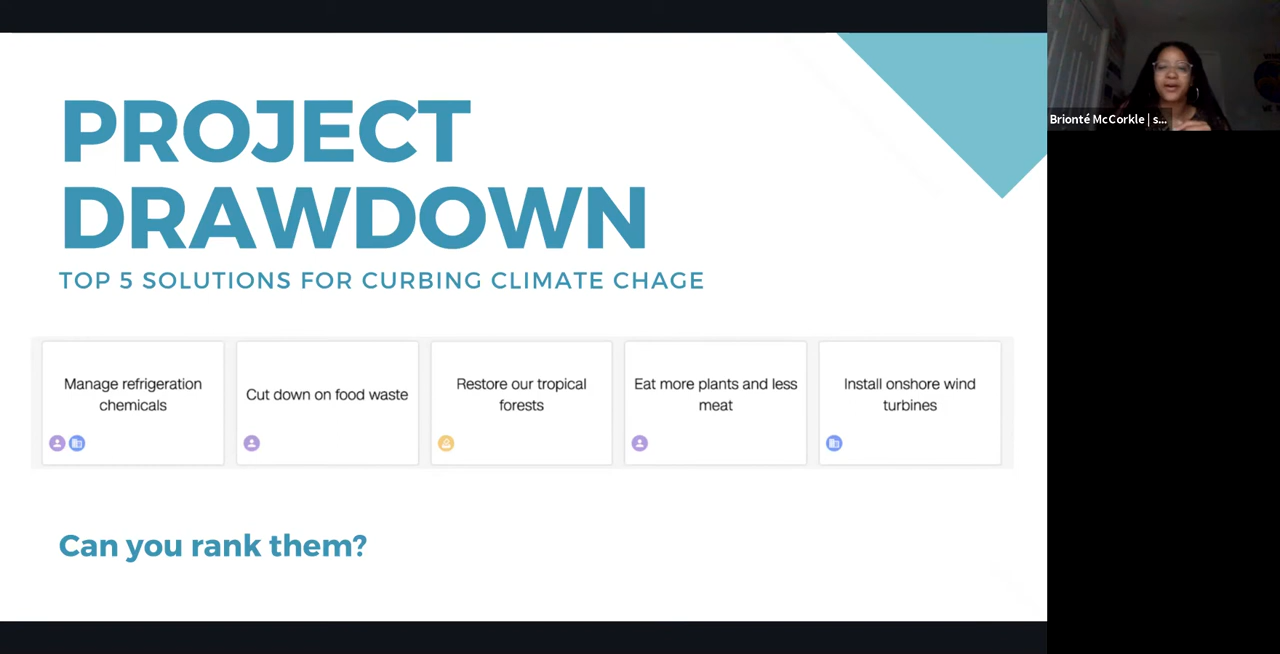 PROJECT
DRAWDOWN
TOP 5 SOLUTIONS FOR CURBING CLIMATE CHAGE
Manage refrigeration
chemicals
Cut down on food waste
Restore our tropical
forests
Eat more plants and less
meat
Install onshore wind
turbines
Can you rank them?
Brionté McCorkle | s...